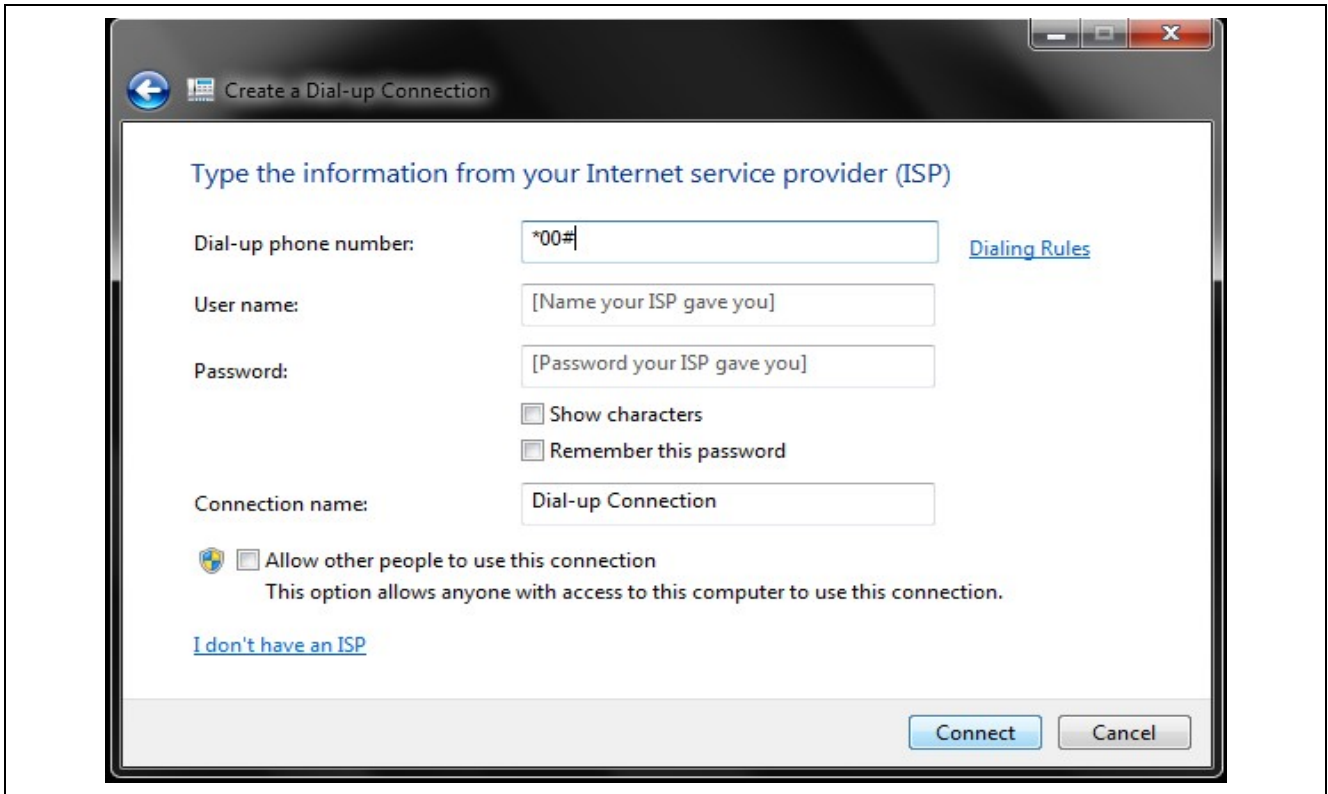 Create a Dial-up Connection
Type the information from your Internet service provider (ISP)
Dial-up phone number:
*00#
Dialing Rules
User name:
[Name your ISP gave you]
Password:
[Password your ISP gave you]
Show characters
Remember this password
Connection name:
Dial-up Connection
Allow other people to use this connection
This option allows anyone with access to this computer to use this connection.
I don't have an ISP
Connect
Cancel